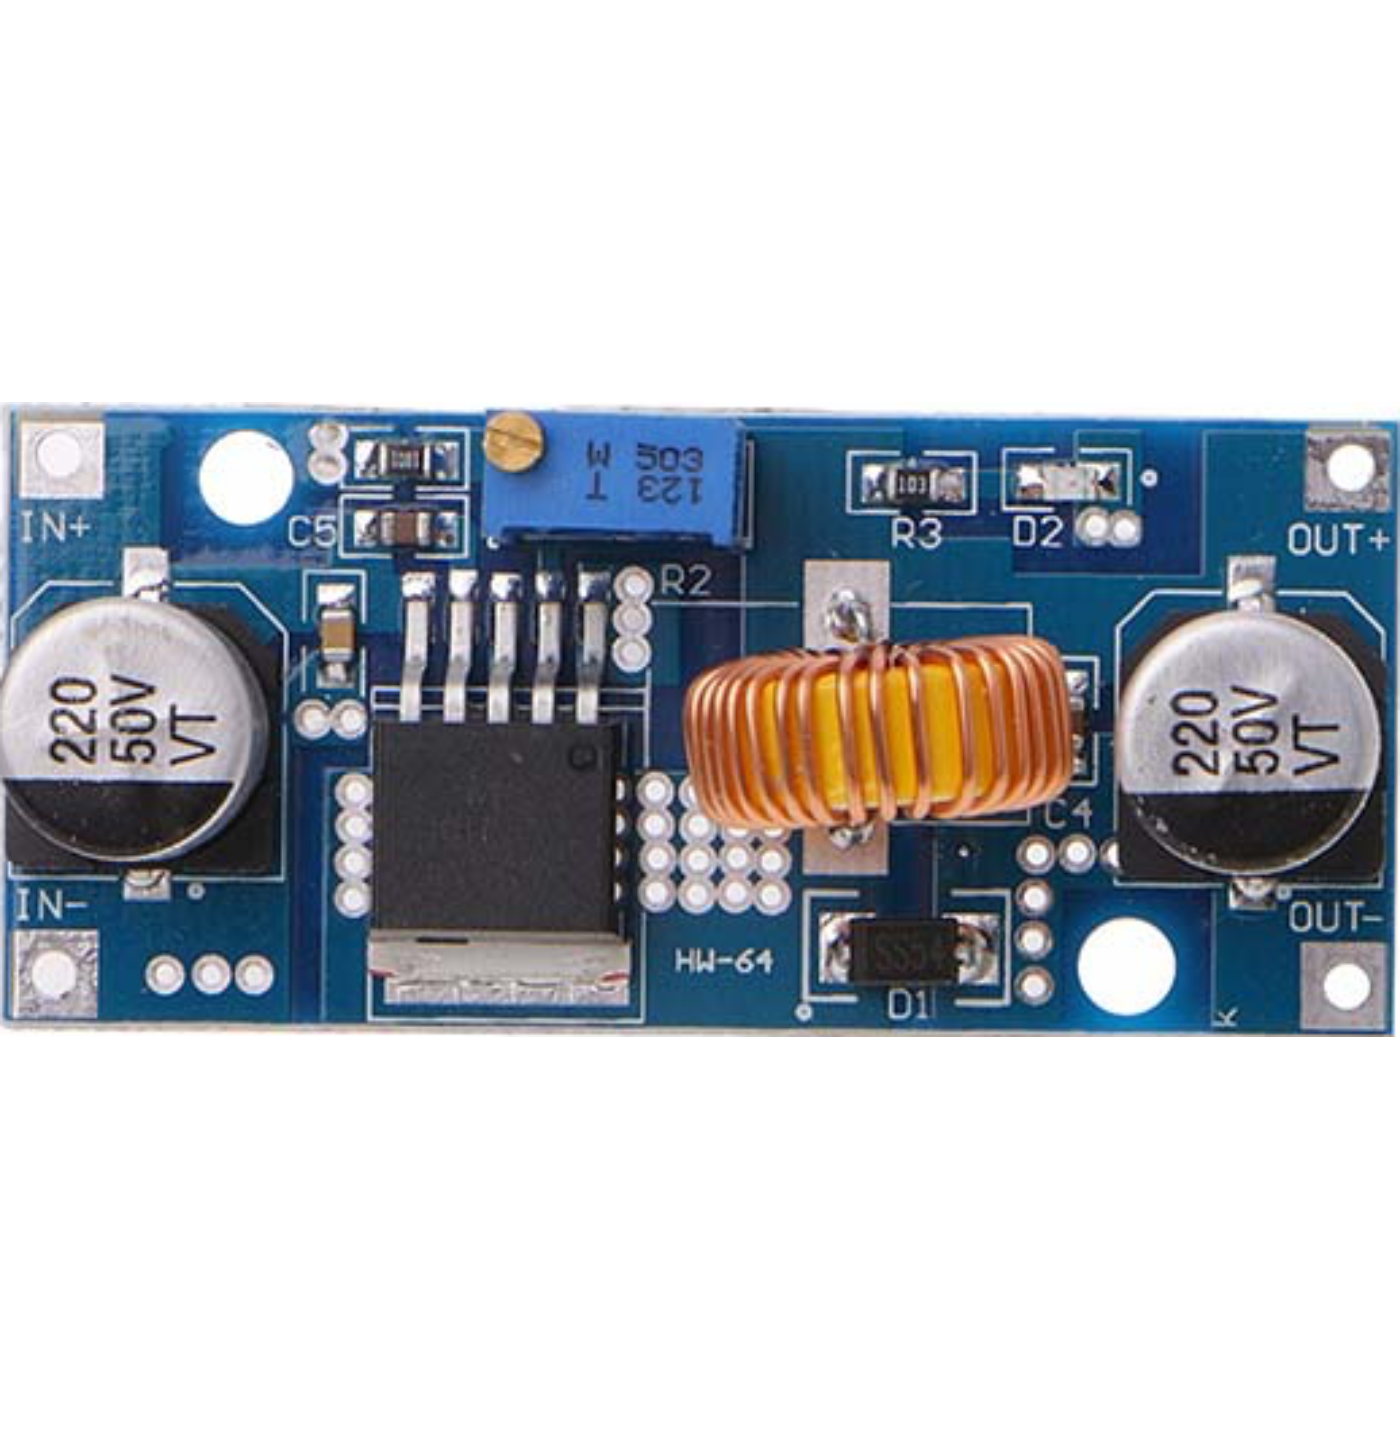 IN+
C5
W 503
T 123
103
R3
D2
OUT+
R2
220
50V
VT
220
50V
VT
C4
IN-
HW-64
SS54
D1
OUT-
K